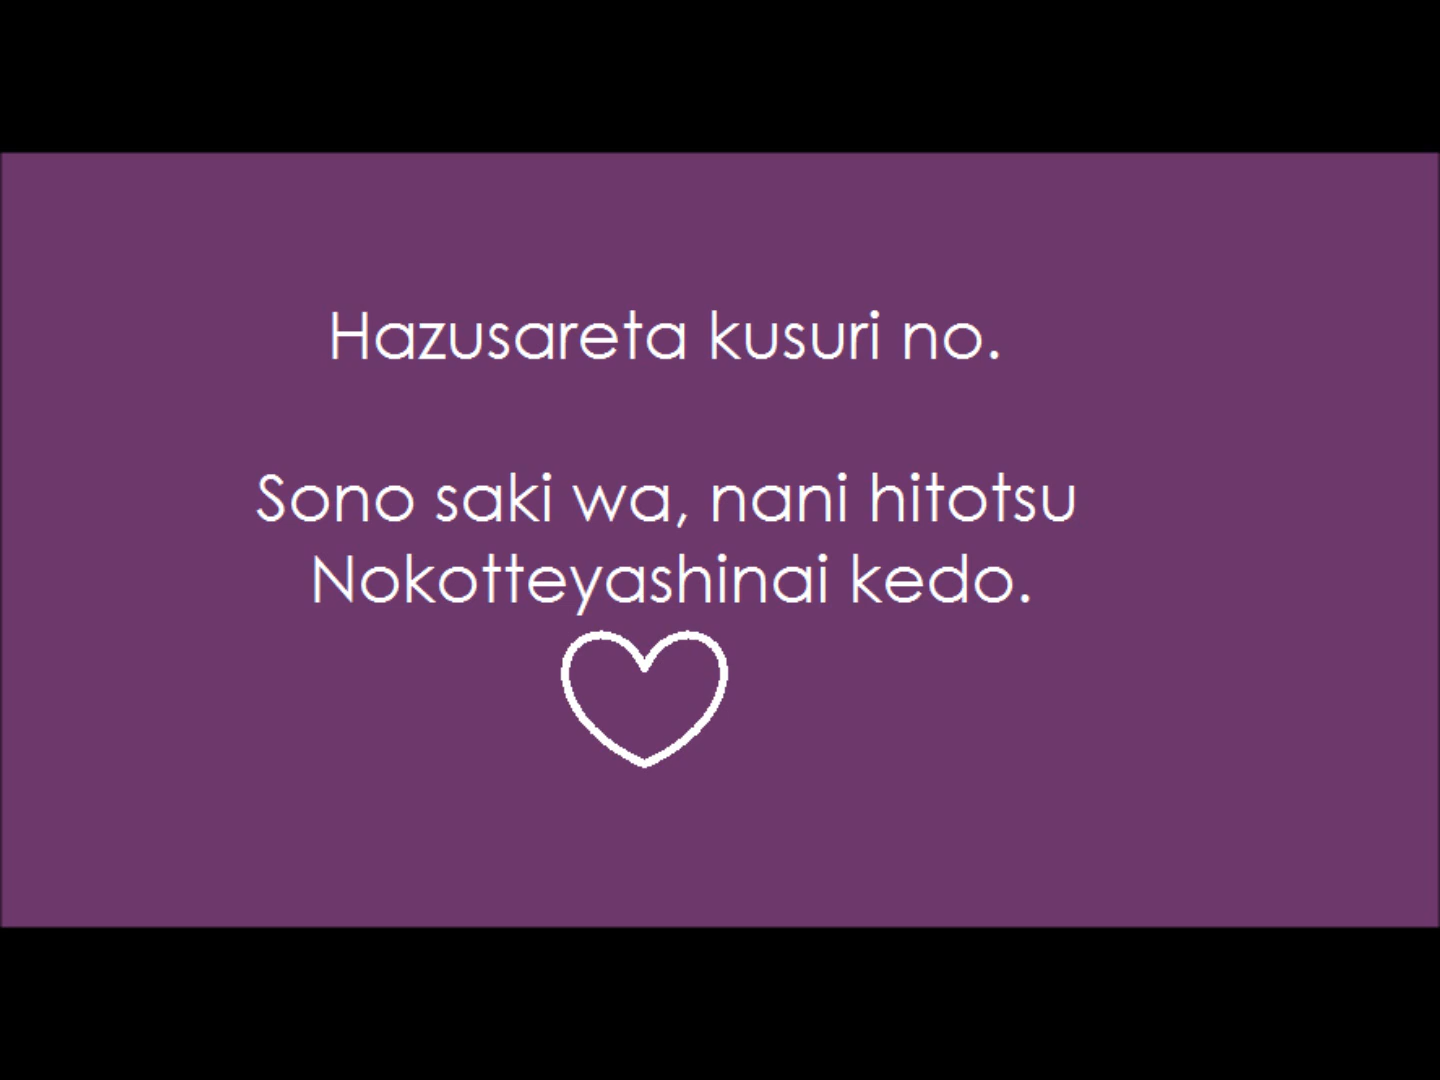 Hazusareta kusuri no.
Sono saki wa, nani hitotsu
Nokotteyashinai kedo.